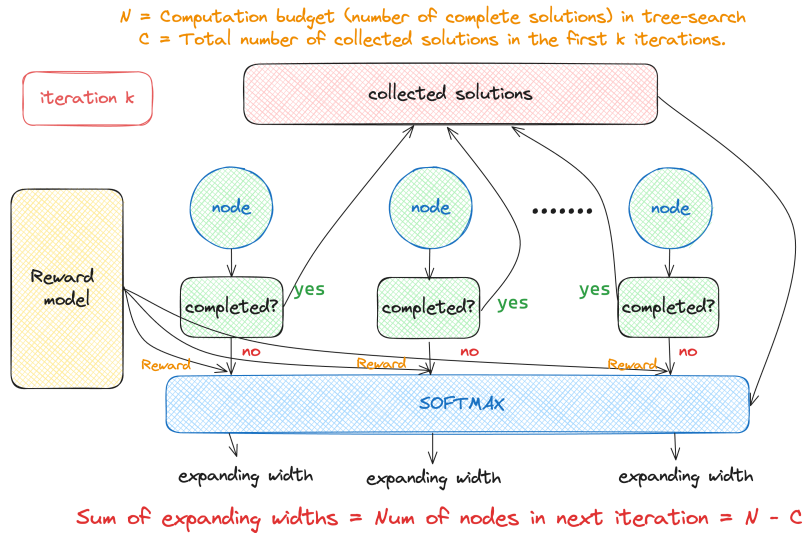 N = Computation budget (number of complete solutions) in tree-search
C = Total number of collected solutions in the first k iterations.
iteration k
collected solutions
node
node
.......
node
Reward
model
completed?
yes
completed?
yes
yes
completed?
no
no
no
Reward
Reward
Reward
SOFTMAX
expanding width
expanding width
expanding width
Sum of expanding widths = Num of nodes in next iteration = N - C